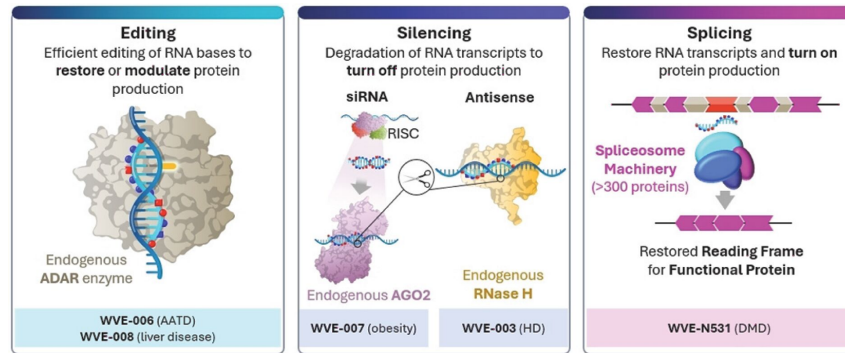 Editing
Efficient editing of RNA bases to
restore or modulate protein
production
Endogenous
ADAR enzyme
WVE-006 (AATD)
WVE-008 (liver disease)
Silencing
Degradation of RNA transcripts to
turn off protein production
siRNA
RISC
Endogenous AGO2
WVE-007 (obesity)
Antisense
Endogenous
RNase H
WVE-003 (HD)
Splicing
Restore RNA transcripts and turn on
protein production
Spliceosome
Machinery
(>300 proteins)
Restored Reading Frame
for Functional Protein
WVE-N531 (DMD)